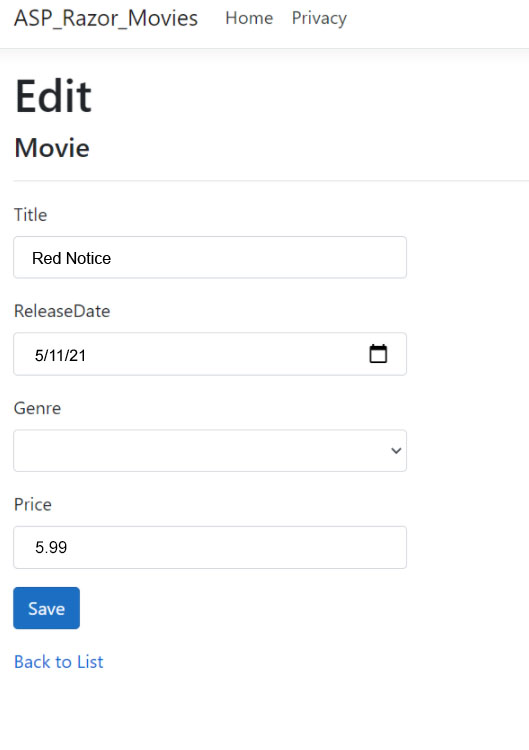 ASP_Razor_Movies Home Privacy
Edit
Movie
Title
Red Notice
ReleaseDate
5/11/21
Genre
Price
5.99
Save
Back to List